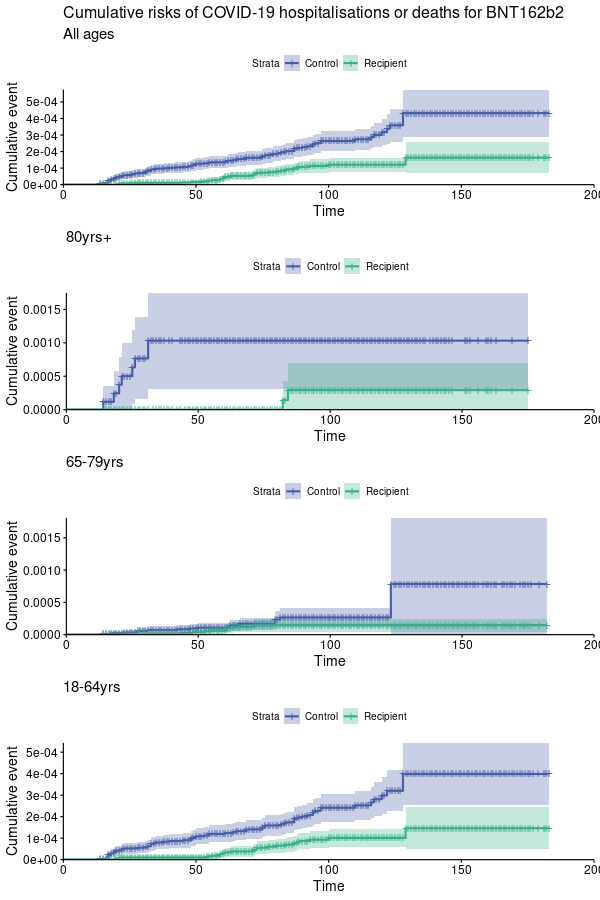 Cumulative risks of COVID-19 hospitalisations or deaths for BNT162b2
All ages
Strata Control Recipient
Cumulative event
5e-04
4e-04
3e-04
2e-04
1e-04
0e+00
0 50 100 150 200
Time
80yrs+
Strata Control Recipient
Cumulative event
0.0015
0.0010
0.0005
0.0000
0 50 100 150 200
Time
65-79yrs
Strata Control Recipient
Cumulative event
0.0015
0.0010
0.0005
0.0000
0 50 100 150 200
Time
18-64yrs
Strata Control Recipient
Cumulative event
5e-04
4e-04
3e-04
2e-04
1e-04
0e+00
0 50 100 150 200
Time